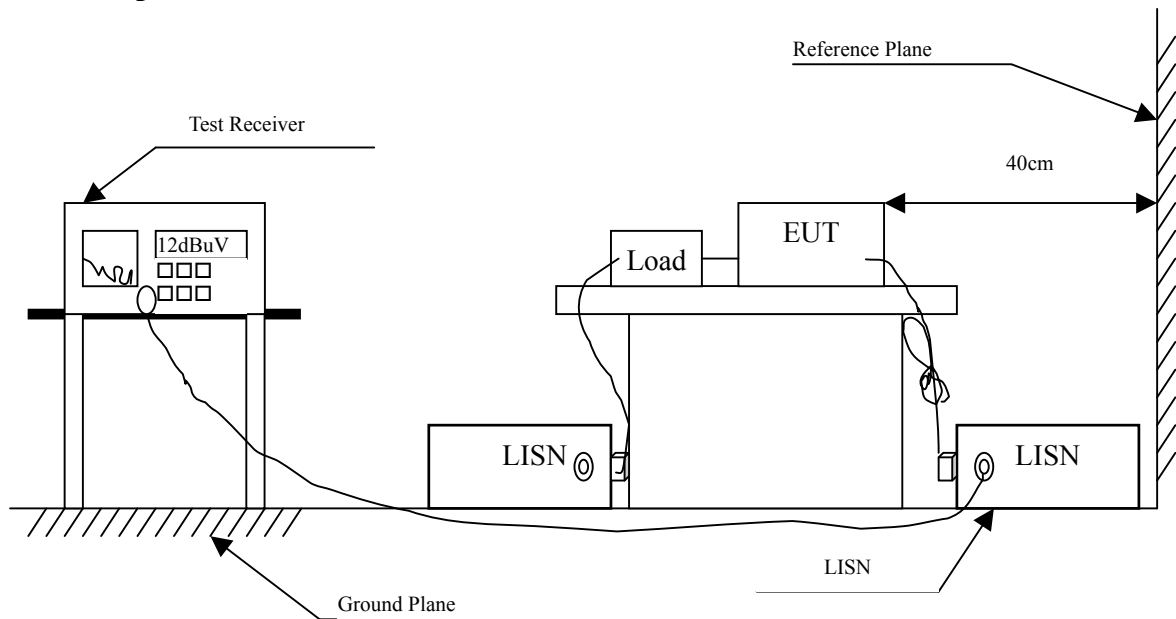 Reference Plane
Test Receiver
40cm
12dBuV
EUT
Load
LISN
LISN
LISN
Ground Plane